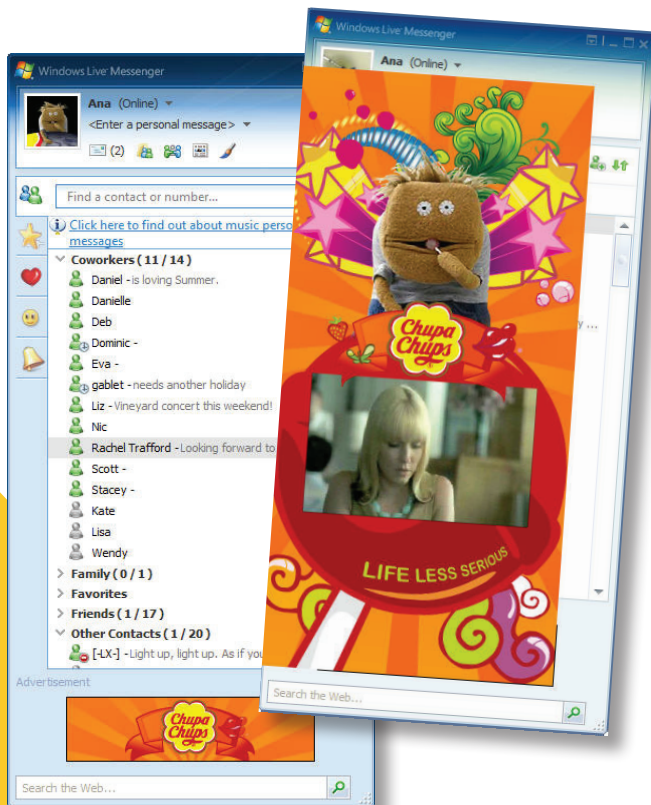 Windows Live Messenger
Ana (Online)
<Enter a personal message>
(2)
Find a contact or number...
Click here to find out about music perso
messages
Coworkers ( 11 / 14 )
Daniel - is loving Summer.
Danielle
Deb
Dominic -
Eva -
gablet - needs another holiday
Liz - Vineyard concert this weekend!
Nic
Rachel Trafford - Looking forward to
Scott -
Stacey -
Kate
Lisa
Wendy
Family ( 0 / 1 )
Favorites
Friends ( 1 / 17 )
Other Contacts ( 1 / 20 )
[-LX-] - Light up, light up. As if you
Advertisement
Chupa
Chups
Search the Web...
Windows Live Messenger
Ana (Online)
y ...
Chupa
Chups
LIFE LESS SERIOUS
Search the Web...